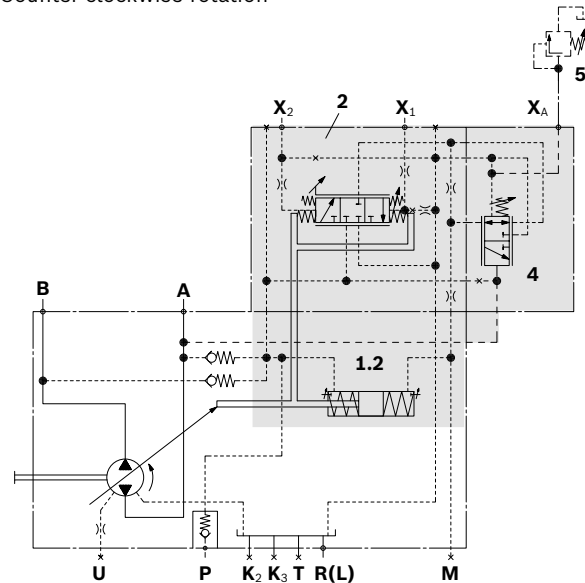 Counter-clockwise rotation
5
X2 2 X1 XA
4
B A
1.2
U P K2 K3 T R(L) M